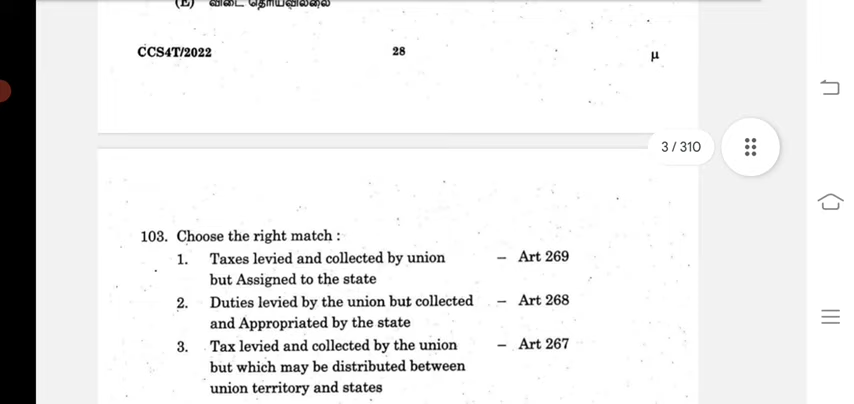 (E) விடை தெரியவில்லை
CCS4T/2022 28 µ
3 / 310
103. Choose the right match :
1. Taxes levied and collected by union – Art 269
but Assigned to the state
2. Duties levied by the union but collected – Art 268
and Appropriated by the state
3. Tax levied and collected by the union – Art 267
but which may be distributed between
union territory and states